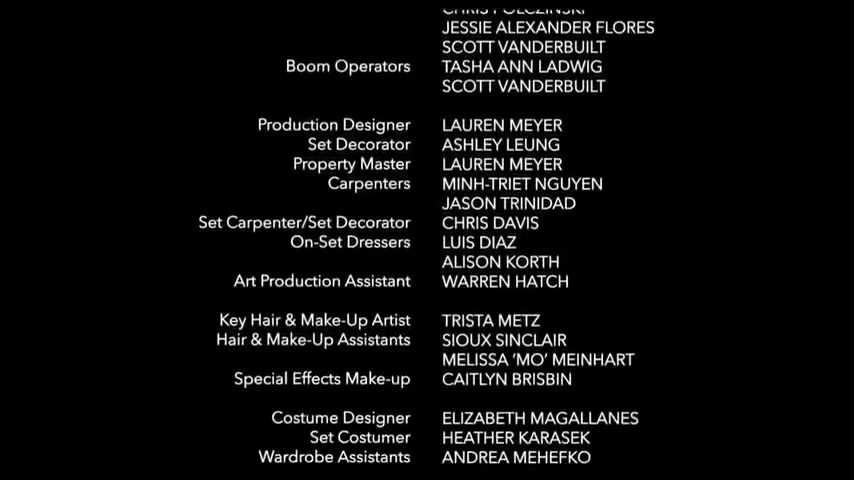 JESSIE ALEXANDER FLORES
SCOTT VANDERBUILT
Boom Operators TASHA ANN LADWIG
SCOTT VANDERBUILT
Production Designer LAUREN MEYER
Set Decorator ASHLEY LEUNG
Property Master LAUREN MEYER
Carpenters MINH-TRIET NGUYEN
JASON TRINIDAD
Set Carpenter/Set Decorator CHRIS DAVIS
On-Set Dressers LUIS DIAZ
ALISON KORTH
Art Production Assistant WARREN HATCH
Key Hair & Make-Up Artist TRISTA METZ
Hair & Make-Up Assistants SIOUX SINCLAIR
MELISSA ‘MO’ MEINHART
Special Effects Make-up CAITLYN BRISBIN
Costume Designer ELIZABETH MAGALLANES
Set Costumer HEATHER KARASEK
Wardrobe Assistants ANDREA MEHEFKO